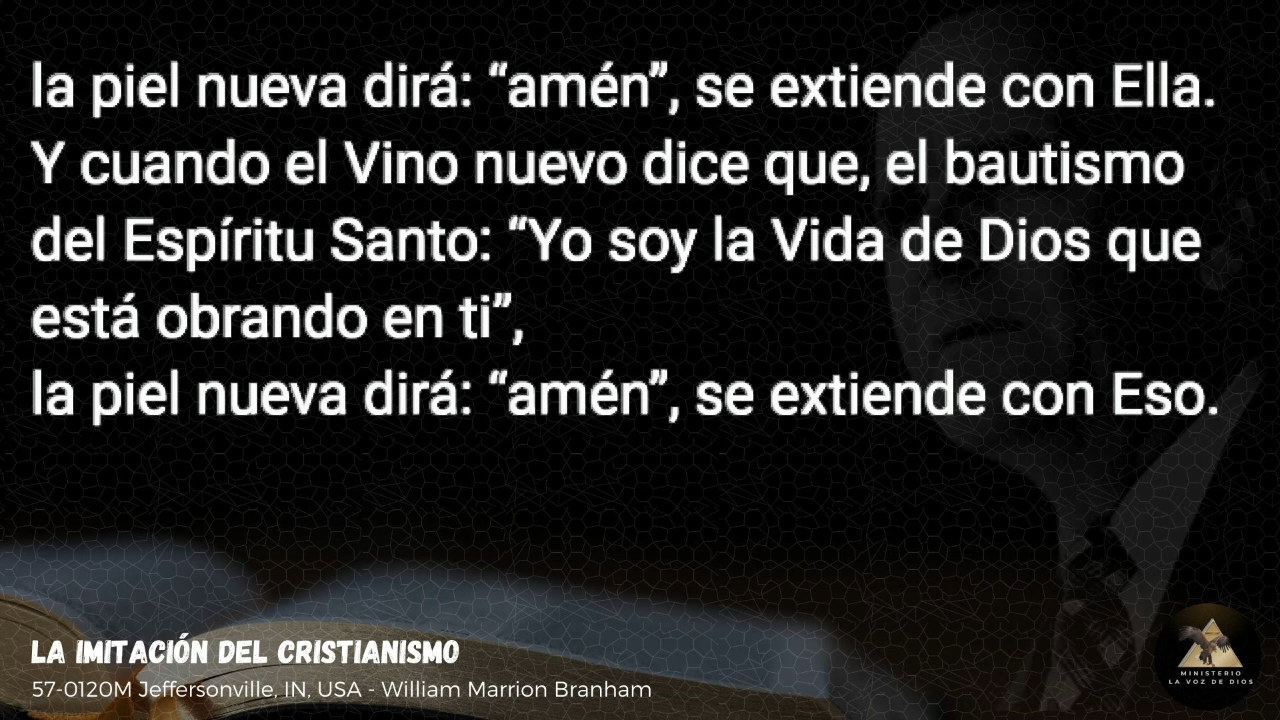 la piel nueva dirá: “amén”, se extiende con Ella.
Y cuando el Vino nuevo dice que, el bautismo
del Espíritu Santo: “Yo soy la Vida de Dios que
está obrando en ti”,
la piel nueva dirá: “amén”, se extiende con Eso.
LA IMITACIÓN DEL CRISTIANISMO
57-0120M Jeffersonville, IN, USA - William Marrion Branham
MINISTERIO
LA VOZ DE DIOS